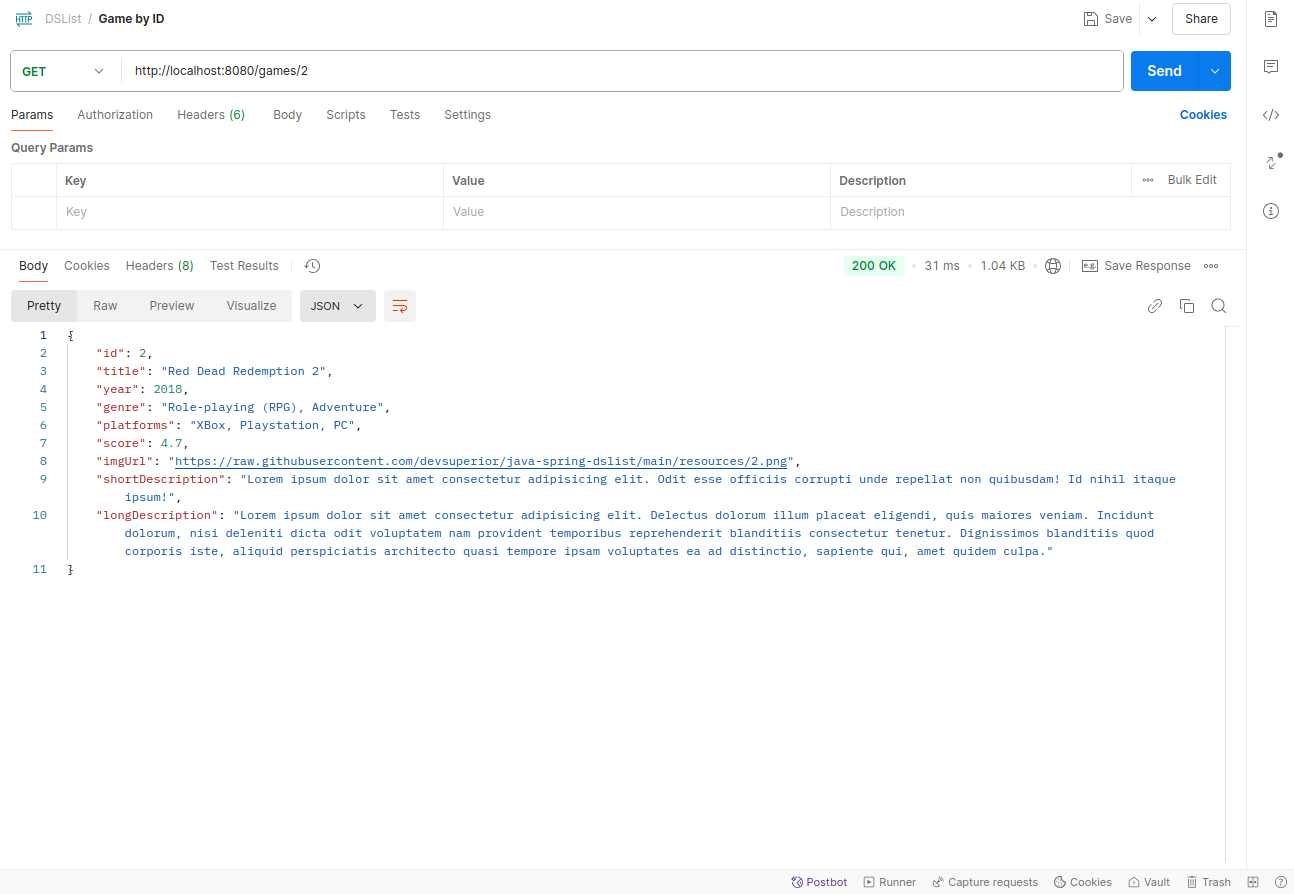 HTTP DSList / Game by ID Save Share
GET http://localhost:8080/games/2 Send
Params Authorization Headers (6) Body Scripts Tests Settings Cookies
Query Params
Key Value Description Bulk Edit
Key Value Description
Body Cookies Headers (8) Test Results 200 OK 31 ms 1.04 KB e.g. Save Response
Pretty Raw Preview Visualize JSON
1 {
2 "id": 2,
3 "title": "Red Dead Redemption 2",
4 "year": 2018,
5 "genre": "Role-playing (RPG), Adventure",
6 "platforms": "XBox, Playstation, PC",
7 "score": 4.7,
8 "imgUrl": "https://raw.githubusercontent.com/devsuperior/java-spring-dslist/main/resources/2.png",
9 "shortDescription": "Lorem ipsum dolor sit amet consectetur adipisicing elit. Odit esse officiis corrupti unde repellat non quibusdam! Id nihil itaque
ipsum!",
10 "longDescription": "Lorem ipsum dolor sit amet consectetur adipisicing elit. Delectus dolorum illum placeat eligendi, quis maiores veniam. Incidunt
dolorum, nisi deleniti dicta odit voluptatem nam provident temporibus reprehenderit blanditiis consectetur tenetur. Dignissimos blanditiis quod
corporis iste, aliquid perspiciatis architecto quasi tempore ipsam voluptates ea ad distinctio, sapiente qui, amet quidem culpa."
11 }
Postbot Runner Capture requests Cookies Vault Trash